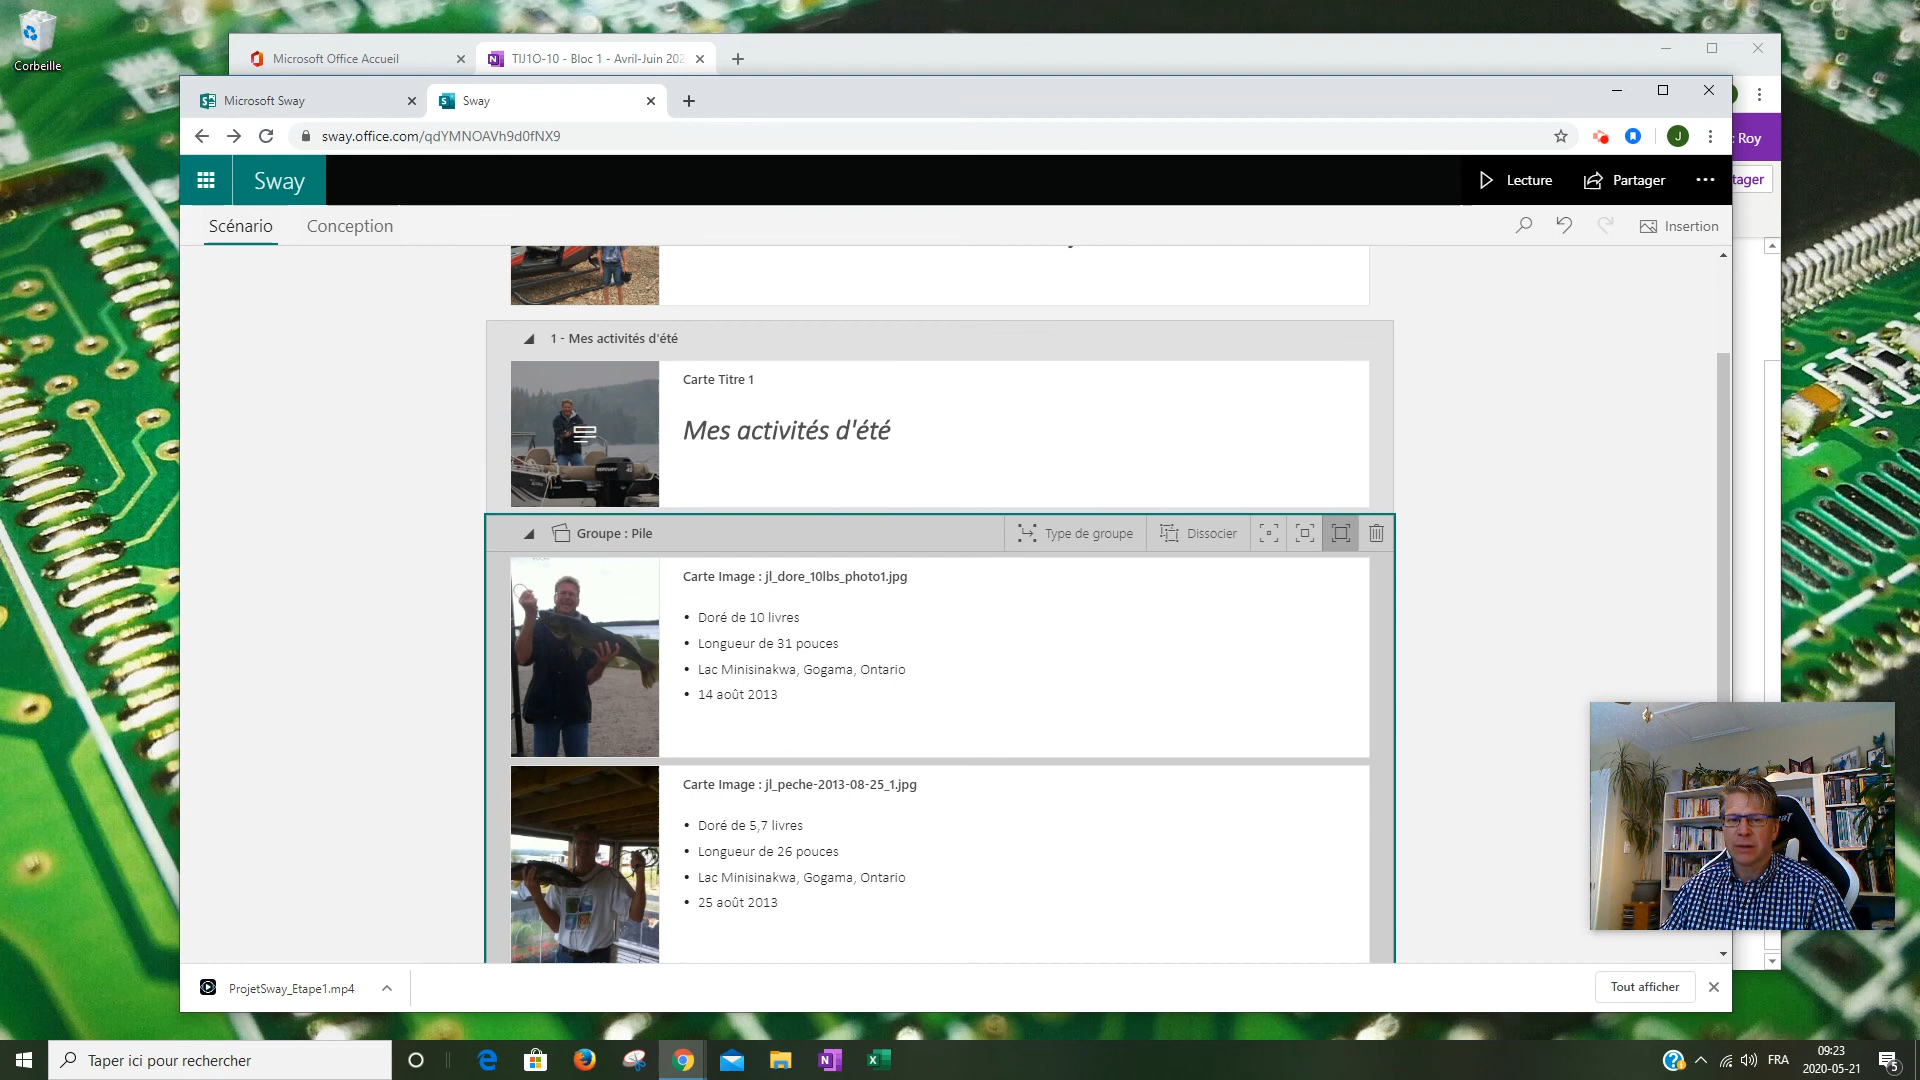 Corbeille
Microsoft Office Accueil
TIJ1O-10 - Bloc 1 - Avril-Juin 202
Microsoft Sway
Sway
sway.office.com/qdYMNOAVh9d0fNX9
J
Roy
tager
Sway
Lecture
Partager
Scénario
Conception
Insertion
1 - Mes activités d'été
Carte Titre 1
Mes activités d'été
Groupe : Pile
Type de groupe
Dissocier
Carte Image : jl_dore_10lbs_photo1.jpg
• Doré de 10 livres
• Longueur de 31 pouces
• Lac Minisinakwa, Gogama, Ontario
• 14 août 2013
Carte Image : jl_peche-2013-08-25_1.jpg
• Doré de 5,7 livres
• Longueur de 26 pouces
• Lac Minisinakwa, Gogama, Ontario
• 25 août 2013
ProjetSway_Etape1.mp4
Tout afficher
Taper ici pour rechercher
FRA
09:23
2020-05-21
5